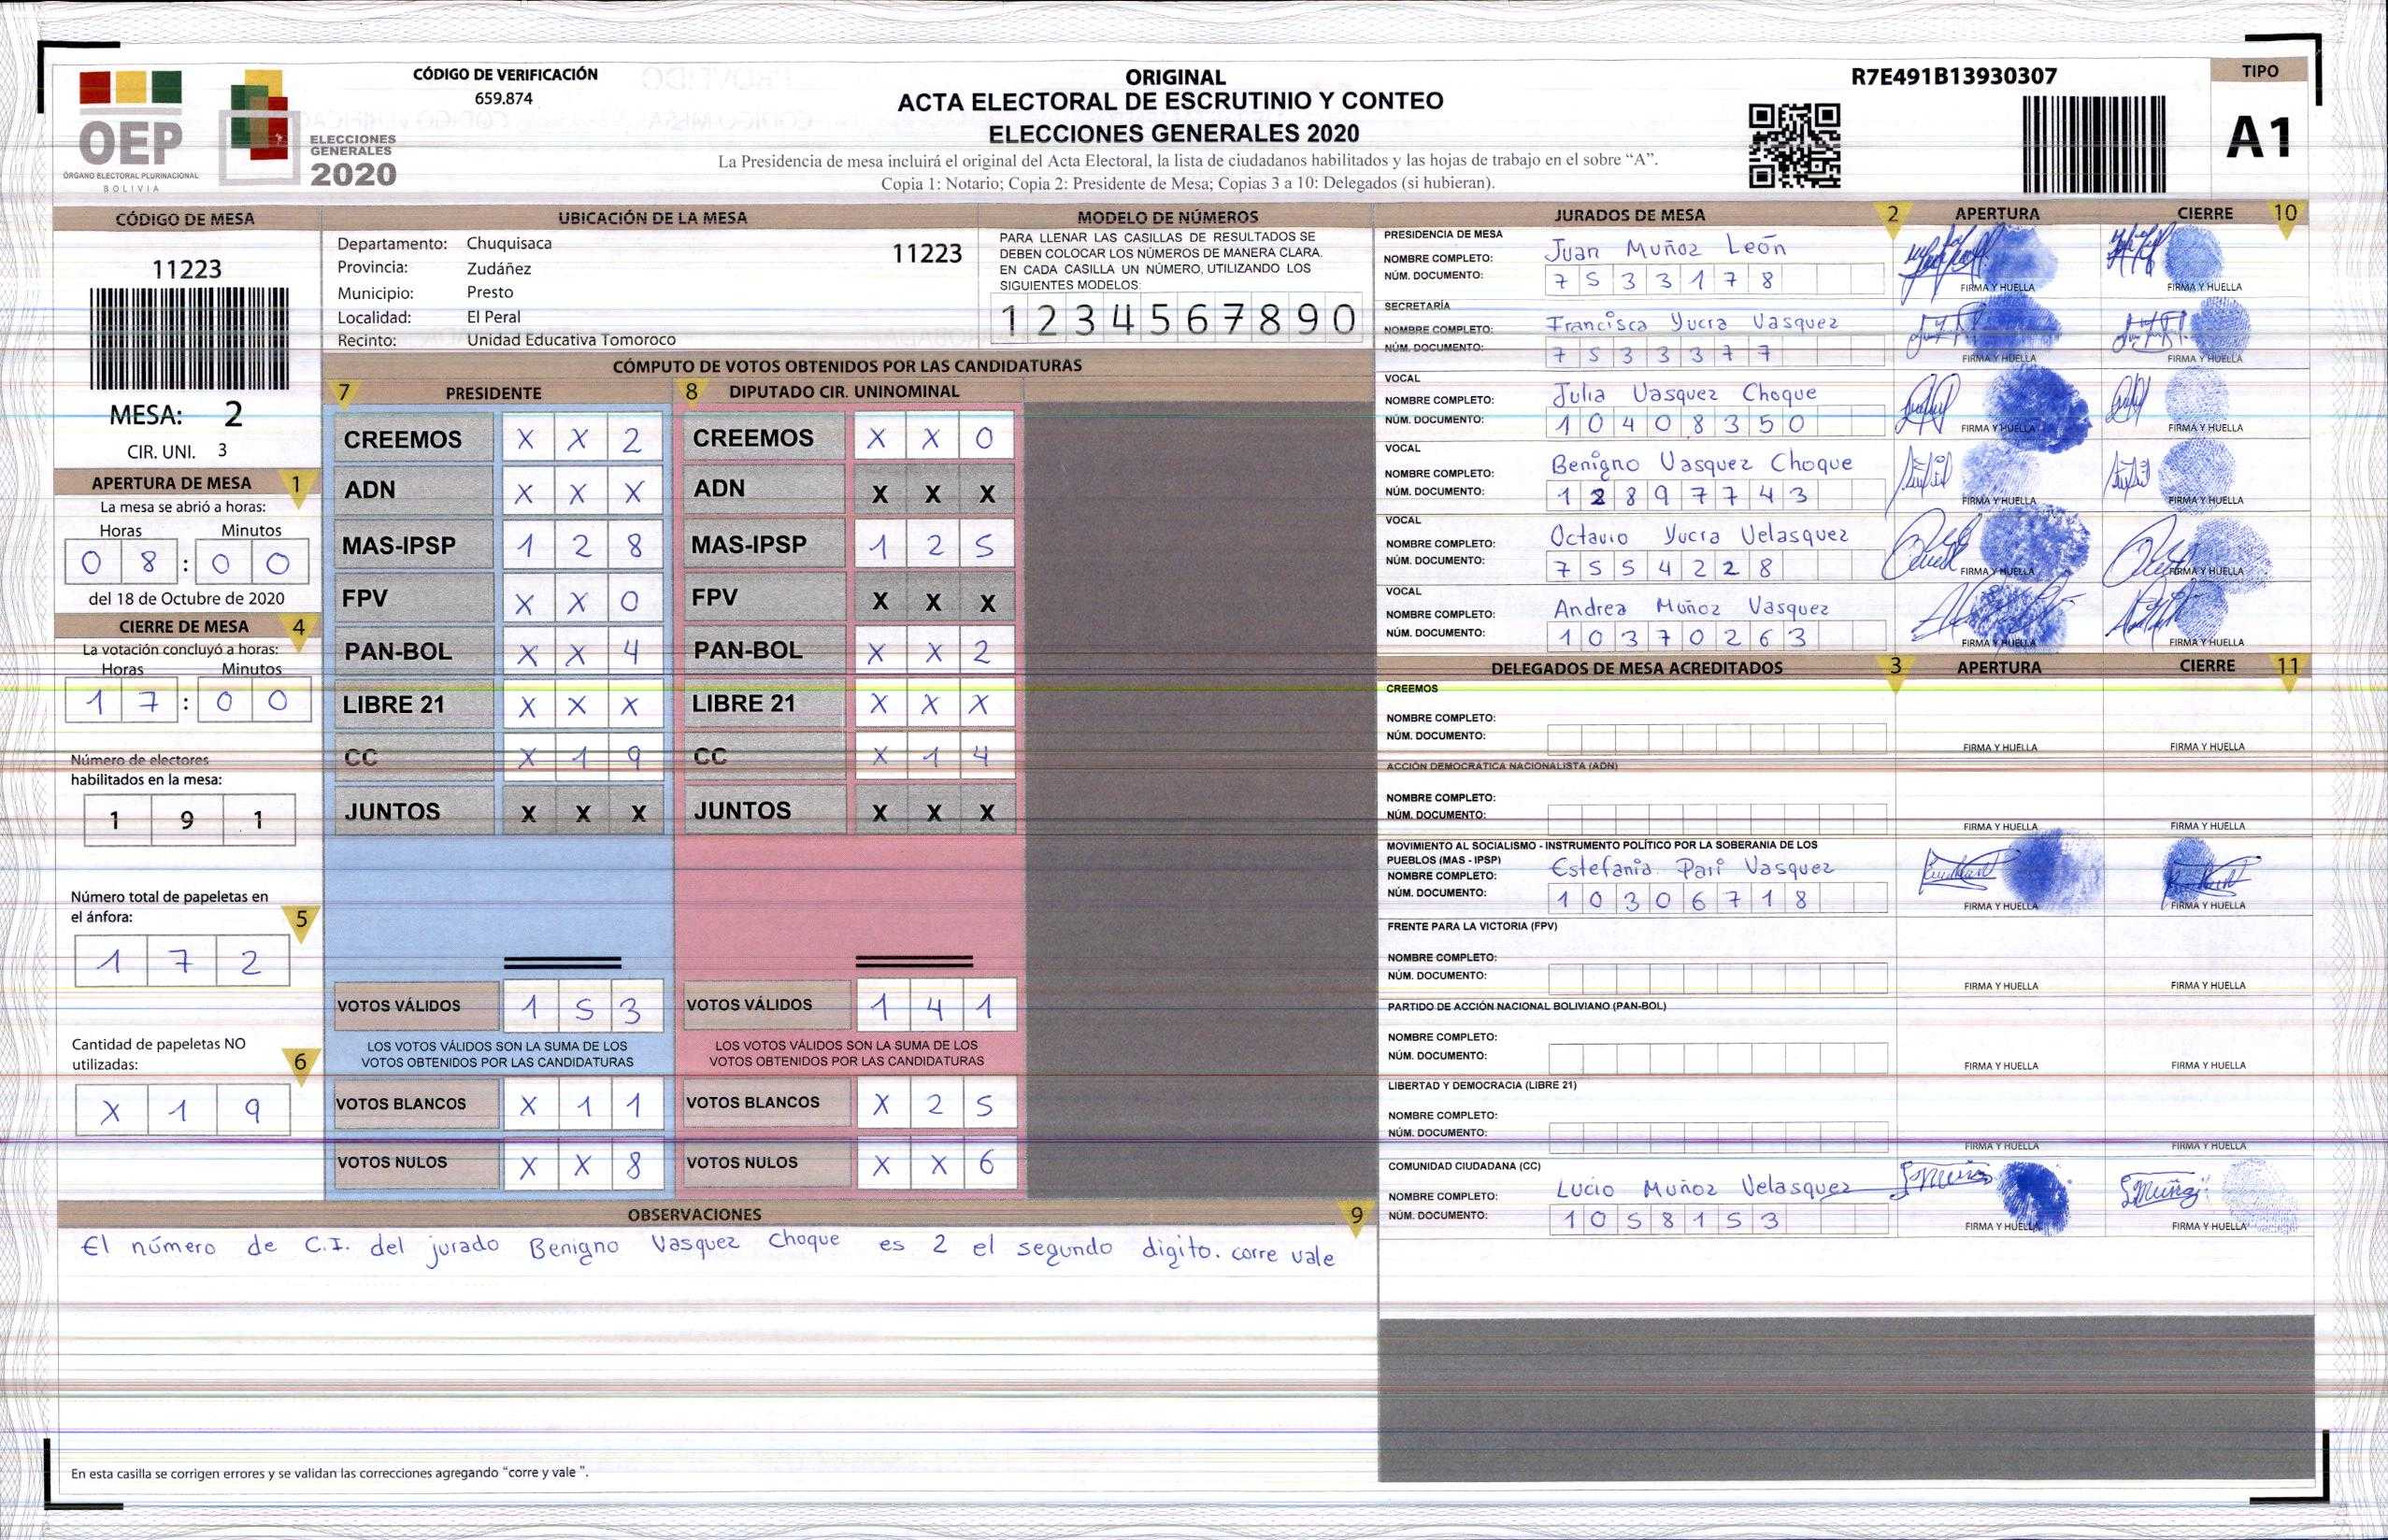 CÓDIGO DE VERIFICACIÓN
659.874
OEP
ÓRGANO ELECTORAL PLURINACIONAL
BOLIVIA
ELECCIONES
GENERALES
2020
ORIGINAL
ACTA ELECTORAL DE ESCRUTINIO Y CONTEO
ELECCIONES GENERALES 2020
La Presidencia de mesa incluirá el original del Acta Electoral, la lista de ciudadanos habilitados y las hojas de trabajo en el sobre “A”.
Copia 1: Notario; Copia 2: Presidente de Mesa; Copias 3 a 10: Delegados (si hubieran).
R7E491B13930307
TIPO
A1
CÓDIGO DE MESA
11223
MESA: 2
CIR. UNI. 3
APERTURA DE MESA 1
La mesa se abrió a horas:
Horas Minutos
0 8 : 0 0
del 18 de Octubre de 2020
CIERRE DE MESA 4
La votación concluyó a horas:
Horas Minutos
1 7 : 0 0
Número de electores
habilitados en la mesa:
1 9 1
Número total de papeletas en
el ánfora: 5
1 7 2
Cantidad de papeletas NO
utilizadas: 6
X 1 9
UBICACIÓN DE LA MESA
Departamento: Chuquisaca 11223
Provincia: Zudáñez
Municipio: Presto
Localidad: El Peral
Recinto: Unidad Educativa Tomoroco
MODELO DE NÚMEROS
PARA LLENAR LAS CASILLAS DE RESULTADOS SE
DEBEN COLOCAR LOS NÚMEROS DE MANERA CLARA.
EN CADA CASILLA UN NÚMERO, UTILIZANDO LOS
SIGUIENTES MODELOS:
1 2 3 4 5 6 7 8 9 0
CÓMPUTO DE VOTOS OBTENIDOS POR LAS CANDIDATURAS
7 PRESIDENTE
CREEMOS X X 2
ADN X X X
MAS-IPSP 1 2 8
FPV X X 0
PAN-BOL X X 4
LIBRE 21 X X X
CC X 1 9
JUNTOS X X X
VOTOS VÁLIDOS 1 5 3
LOS VOTOS VÁLIDOS SON LA SUMA DE LOS
VOTOS OBTENIDOS POR LAS CANDIDATURAS
VOTOS BLANCOS X 1 1
VOTOS NULOS X X 8
8 DIPUTADO CIR. UNINOMINAL
CREEMOS X X 0
ADN X X X
MAS-IPSP 1 2 5
FPV X X X
PAN-BOL X X 2
LIBRE 21 X X X
CC X 1 4
JUNTOS X X X
VOTOS VÁLIDOS 1 4 1
LOS VOTOS VÁLIDOS SON LA SUMA DE LOS
VOTOS OBTENIDOS POR LAS CANDIDATURAS
VOTOS BLANCOS X 2 5
VOTOS NULOS X X 6
OBSERVACIONES 9
El número de C.I. del jurado Benigno Vasquez Choque es 2 el segundo digito. corre vale
En esta casilla se corrigen errores y se validan las correcciones agregando “corre y vale ”.
JURADOS DE MESA 2 APERTURA CIERRE 10
PRESIDENCIA DE MESA
NOMBRE COMPLETO: Juan Muñoz León
NÚM. DOCUMENTO: 7 5 3 3 1 7 8
FIRMA Y HUELLA FIRMA Y HUELLA
SECRETARÍA
NOMBRE COMPLETO: Francisca Yucra Vasquez
NÚM. DOCUMENTO: 7 5 3 3 3 7 7
FIRMA Y HUELLA FIRMA Y HUELLA
VOCAL
NOMBRE COMPLETO: Julia Vasquez Choque
NÚM. DOCUMENTO: 1 0 4 0 8 3 5 0
FIRMA Y HUELLA FIRMA Y HUELLA
VOCAL
NOMBRE COMPLETO: Benigno Vasquez Choque
NÚM. DOCUMENTO: 1 2 8 9 7 7 4 3
FIRMA Y HUELLA FIRMA Y HUELLA
VOCAL
NOMBRE COMPLETO: Octavio Yucra Velasquez
NÚM. DOCUMENTO: 7 5 5 4 2 2 8
FIRMA Y HUELLA FIRMA Y HUELLA
VOCAL
NOMBRE COMPLETO: Andrea Muñoz Vasquez
NÚM. DOCUMENTO: 1 0 3 7 0 2 6 3
FIRMA Y HUELLA FIRMA Y HUELLA
DELEGADOS DE MESA ACREDITADOS 3 APERTURA CIERRE 11
CREEMOS
NOMBRE COMPLETO:
NÚM. DOCUMENTO:
FIRMA Y HUELLA FIRMA Y HUELLA
ACCIÓN DEMOCRATICA NACIONALISTA (ADN)
NOMBRE COMPLETO:
NÚM. DOCUMENTO:
FIRMA Y HUELLA FIRMA Y HUELLA
MOVIMIENTO AL SOCIALISMO - INSTRUMENTO POLÍTICO POR LA SOBERANIA DE LOS
PUEBLOS (MAS - IPSP)
NOMBRE COMPLETO: Estefania Pari Vasquez
NÚM. DOCUMENTO: 1 0 3 0 6 7 1 8
FIRMA Y HUELLA FIRMA Y HUELLA
FRENTE PARA LA VICTORIA (FPV)
NOMBRE COMPLETO:
NÚM. DOCUMENTO:
FIRMA Y HUELLA FIRMA Y HUELLA
PARTIDO DE ACCIÓN NACIONAL BOLIVIANO (PAN-BOL)
NOMBRE COMPLETO:
NÚM. DOCUMENTO:
FIRMA Y HUELLA FIRMA Y HUELLA
LIBERTAD Y DEMOCRACIA (LIBRE 21)
NOMBRE COMPLETO:
NÚM. DOCUMENTO:
FIRMA Y HUELLA FIRMA Y HUELLA
COMUNIDAD CIUDADANA (CC)
NOMBRE COMPLETO: Lucio Muñoz Velasquez
NÚM. DOCUMENTO: 1 0 5 8 1 5 3
FIRMA Y HUELLA FIRMA Y HUELLA